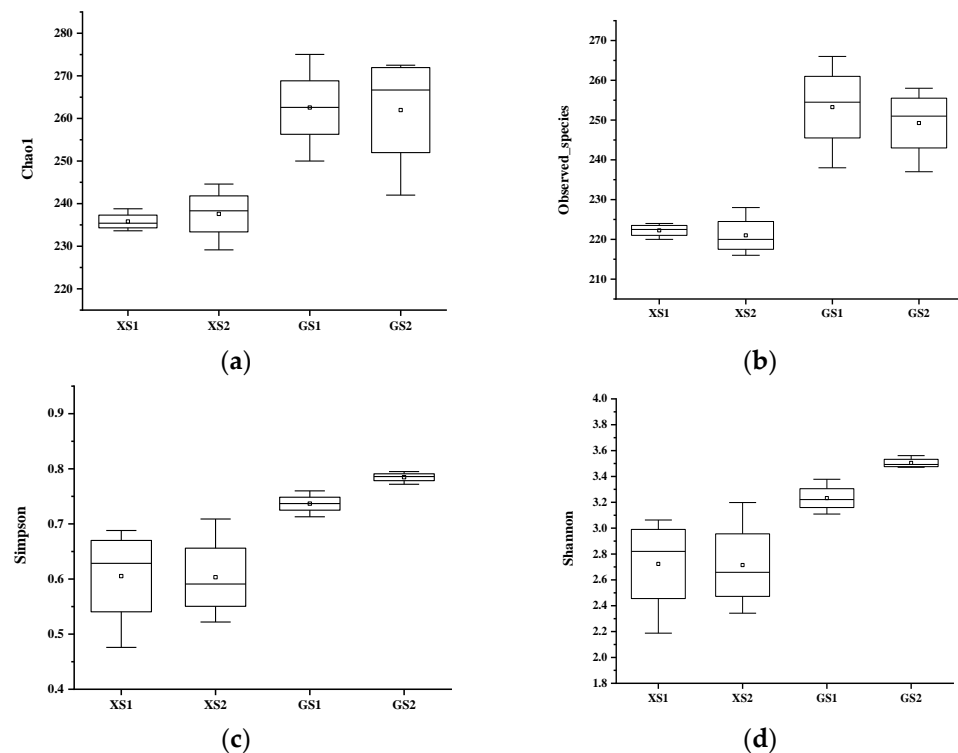 Chao1
280
270
260
250
240
230
220
XS1 XS2 GS1 GS2
(a)
Observed_species
270
260
250
240
230
220
210
XS1 XS2 GS1 GS2
(b)
Simpson
0.9
0.8
0.7
0.6
0.5
0.4
XS1 XS2 GS1 GS2
(c)
Shannon
4.0
3.8
3.6
3.4
3.2
3.0
2.8
2.6
2.4
2.2
2.0
1.8
XS1 XS2 GS1 GS2
(d)